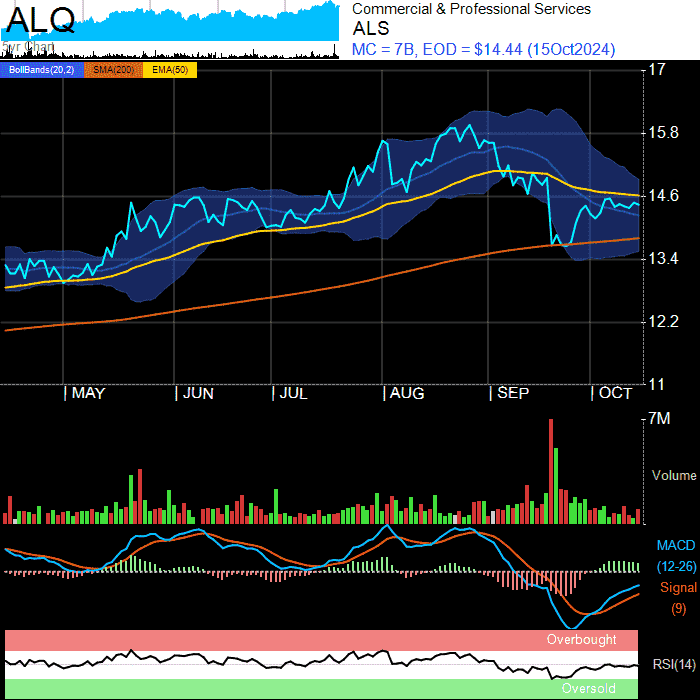 ALQ
5yr Chart
Commercial & Professional Services
ALS
MC = 7B, EOD = $14.44 (15Oct2024)
BollBands(20,2) SMA(200) EMA(50)
17
15.8
14.6
13.4
12.2
11
MAY JUN JUL AUG SEP OCT
7M
Volume
MACD
(12-26)
Signal
(9)
Overbought
RSI(14)
Oversold